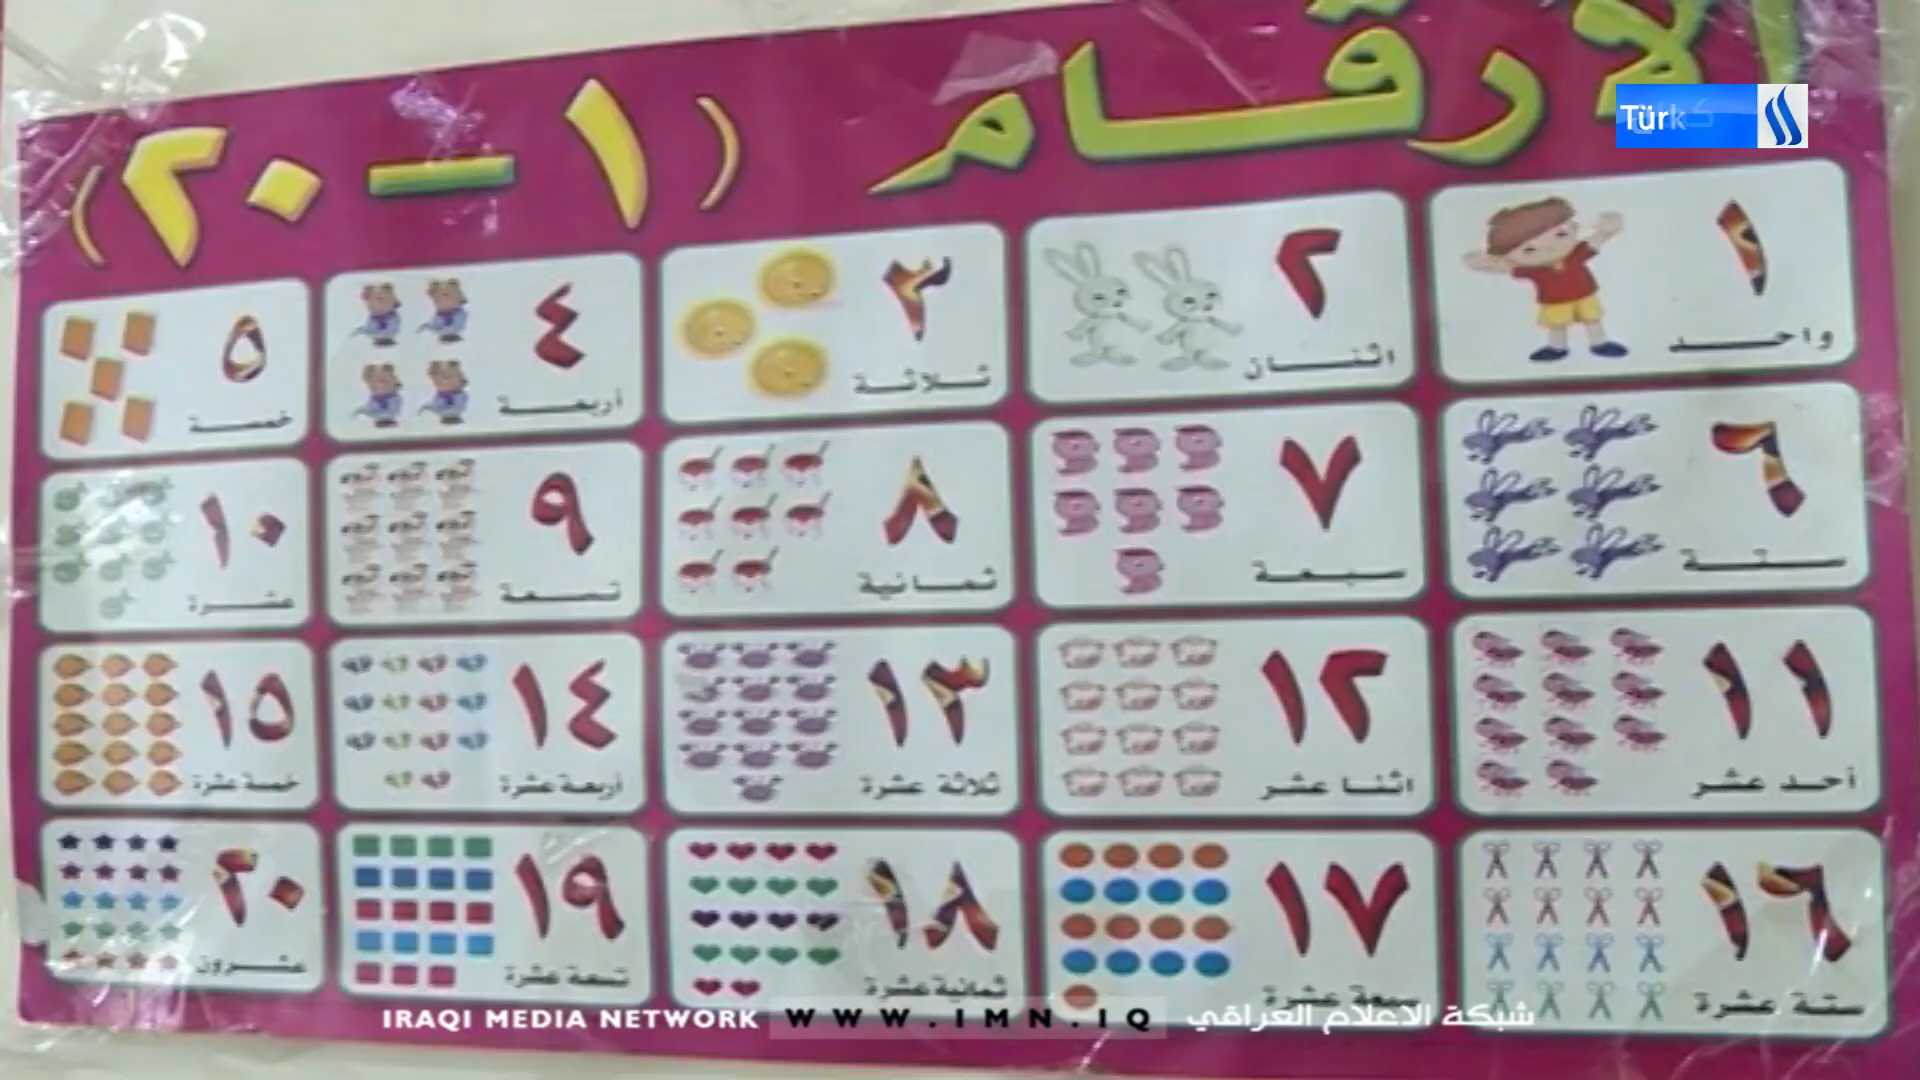 الأرقام (١ - ٢٠)
Türk
١ واحد
٢ اثنان
٣ ثلاثة
٤ أربعة
٥ خمسة
٦ ستة
٧ سبعة
٨ ثمانية
٩ تسعة
١٠ عشرة
١١ أحد عشر
١٢ اثنا عشر
١٣ ثلاثة عشرة
١٤ أربعة عشرة
١٥ خمسة عشرة
١٦ ستة عشرة
١٧ سبعة عشرة
١٨ ثمانية عشرة
١٩ تسعة عشرة
٢٠ عشرون
IRAQI MEDIA NETWORK WWW.IMN.IQ شبكة الاعلام العراقي